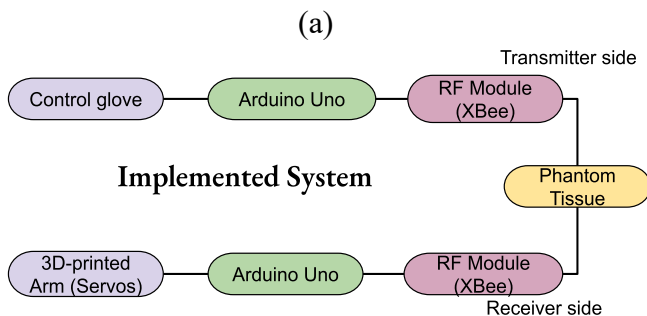 (a)
Transmitter side
Control glove
Arduino Uno
RF Module
(XBee)
Implemented System
Phantom
Tissue
3D-printed
Arm (Servos)
Arduino Uno
RF Module
(XBee)
Receiver side